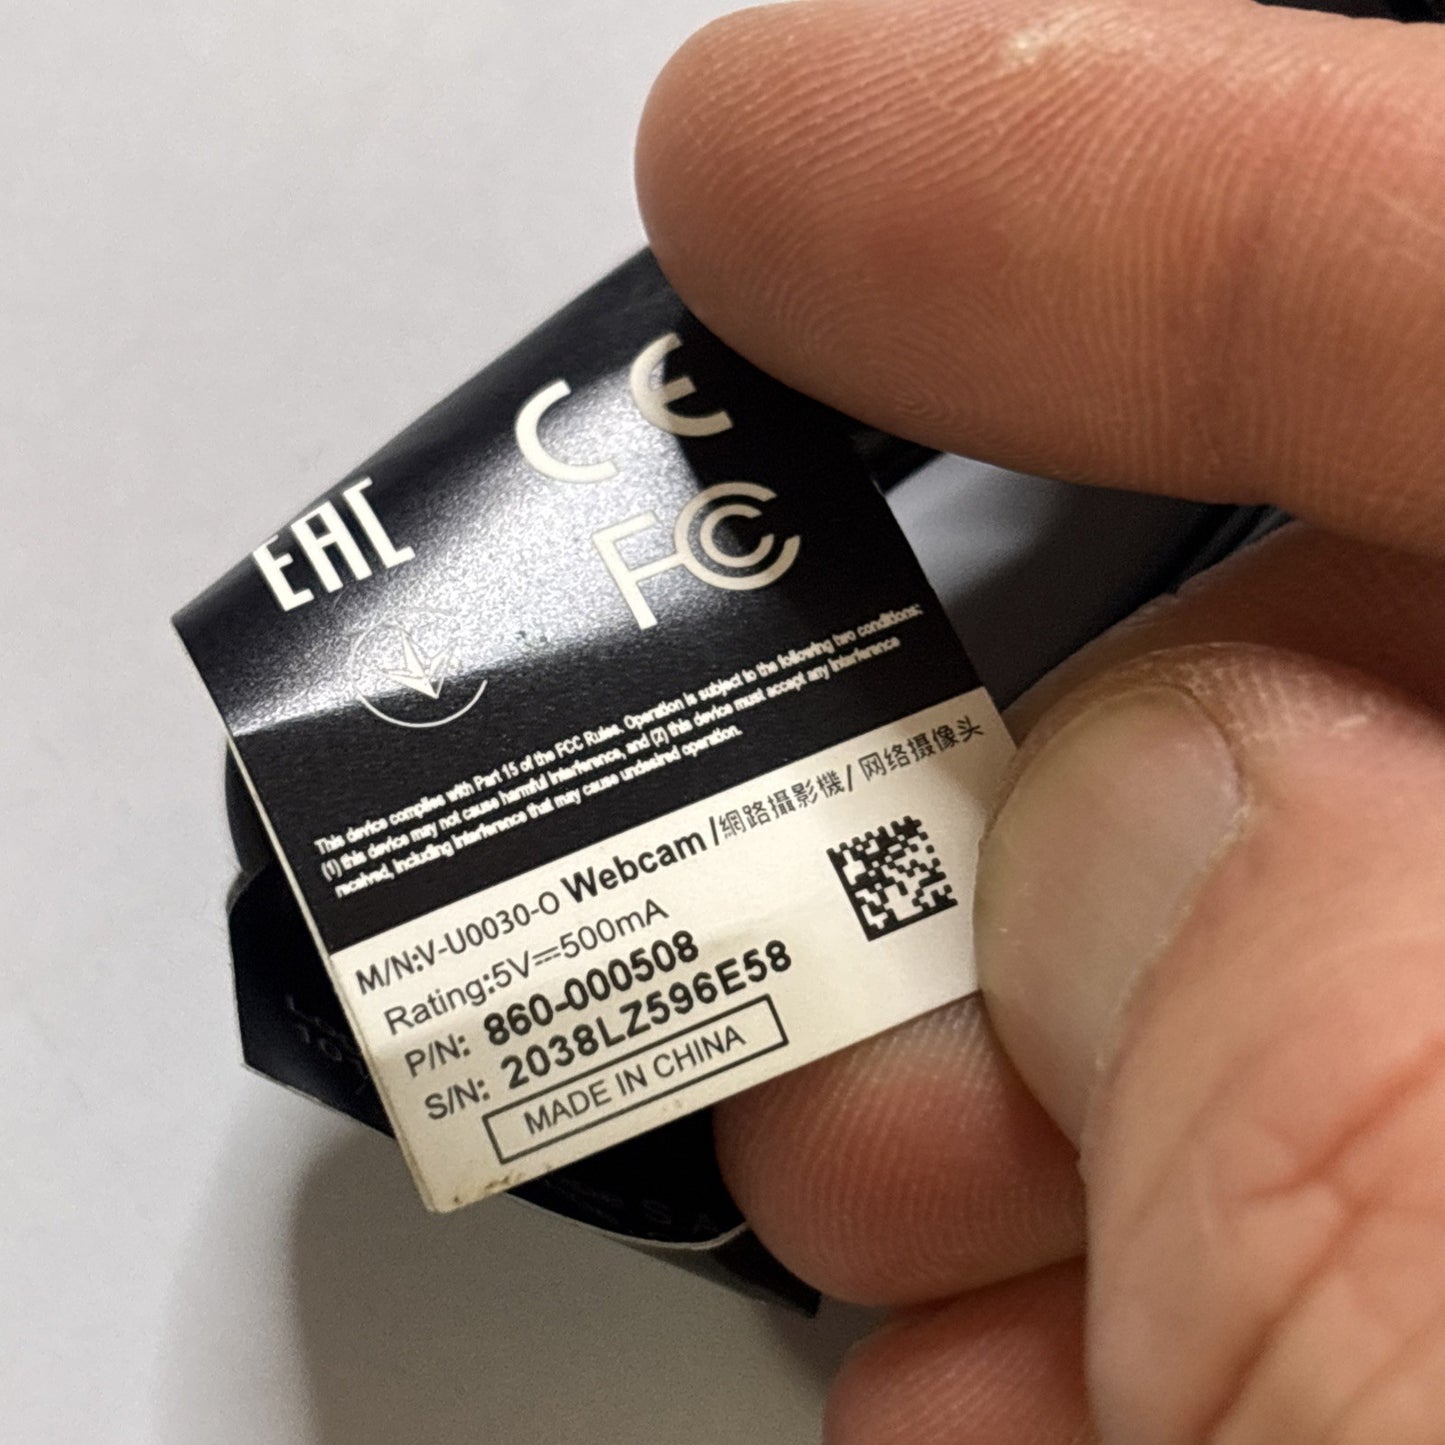 CE
EAC
FC
This device complies with Part 15 of the FCC Rules. Operation is subject to the following two conditions:
(1) this device may not cause harmful interference, and (2) this device must accept any interference
received, including interference that may cause undesired operation.
M/N:V-U0030-O Webcam /網路攝影機/ 网络摄像头
Rating:5V⎓500mA
P/N: 860-000508
S/N: 2038LZ596E58
MADE IN CHINA